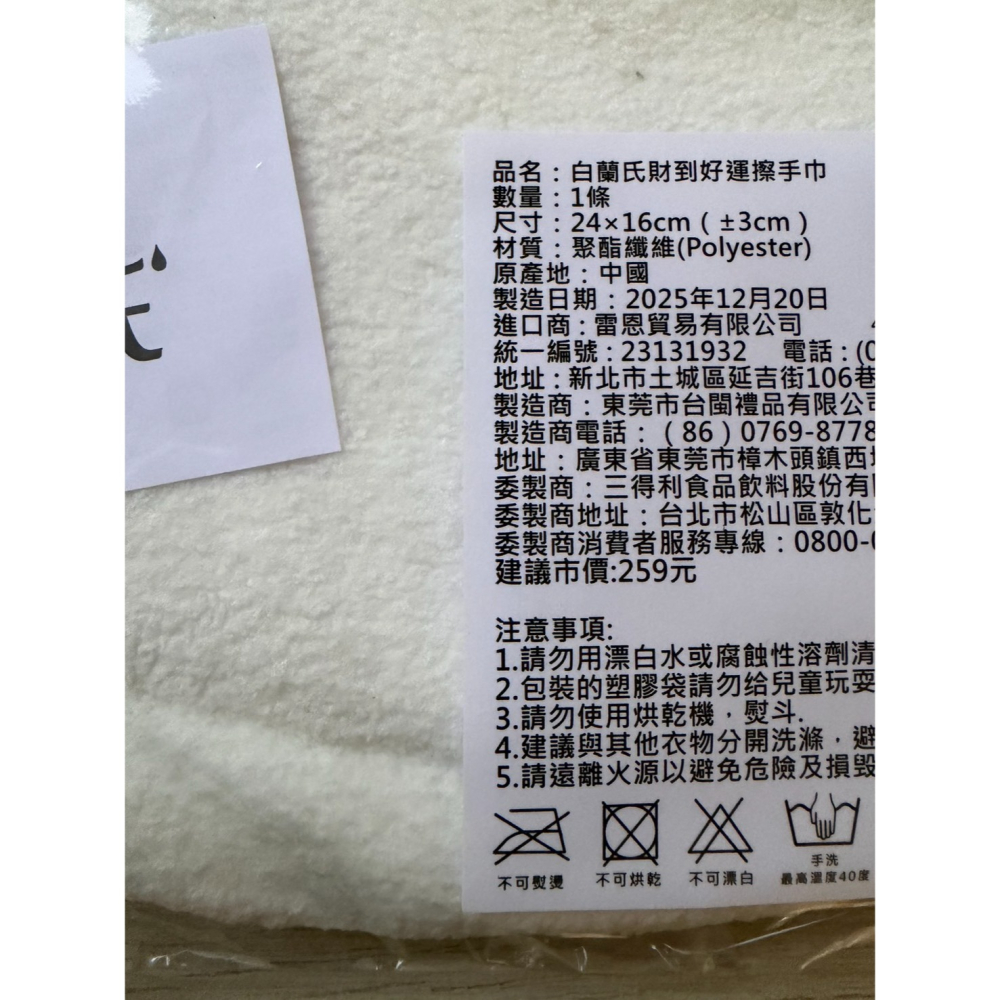 氏
品名：白蘭氏財到好運擦手巾
數量：1條
尺寸：24×16cm（±3cm）
材質：聚酯纖維(Polyester)
原產地：中國
製造日期：2025年12月20日
進口商：雷恩貿易有限公司
統一編號：23131932 電話：(0
地址：新北市土城區延吉街106巷
製造商：東莞市台閩禮品有限公司
製造商電話：（86）0769-8778
地址：廣東省東莞市樟木頭鎮西
委製商：三得利食品飲料股份有
委製商地址：台北市松山區敦化
委製商消費者服務專線：0800-
建議市價:259元
注意事項:
1.請勿用漂白水或腐蝕性溶劑清
2.包裝的塑膠袋請勿给兒童玩耍
3.請勿使用烘乾機，熨斗.
4.建議與其他衣物分開洗滌，避
5.請遠離火源以避免危險及損毀
不可熨燙 不可烘乾 不可漂白 手洗
最高溫度40度